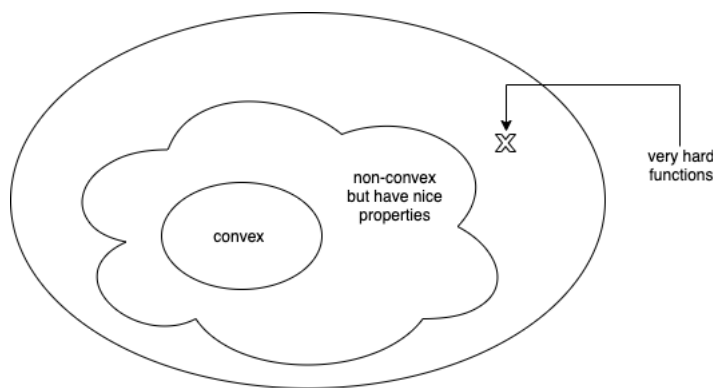 non-convex
but have nice
properties
convex
X
very hard
functions